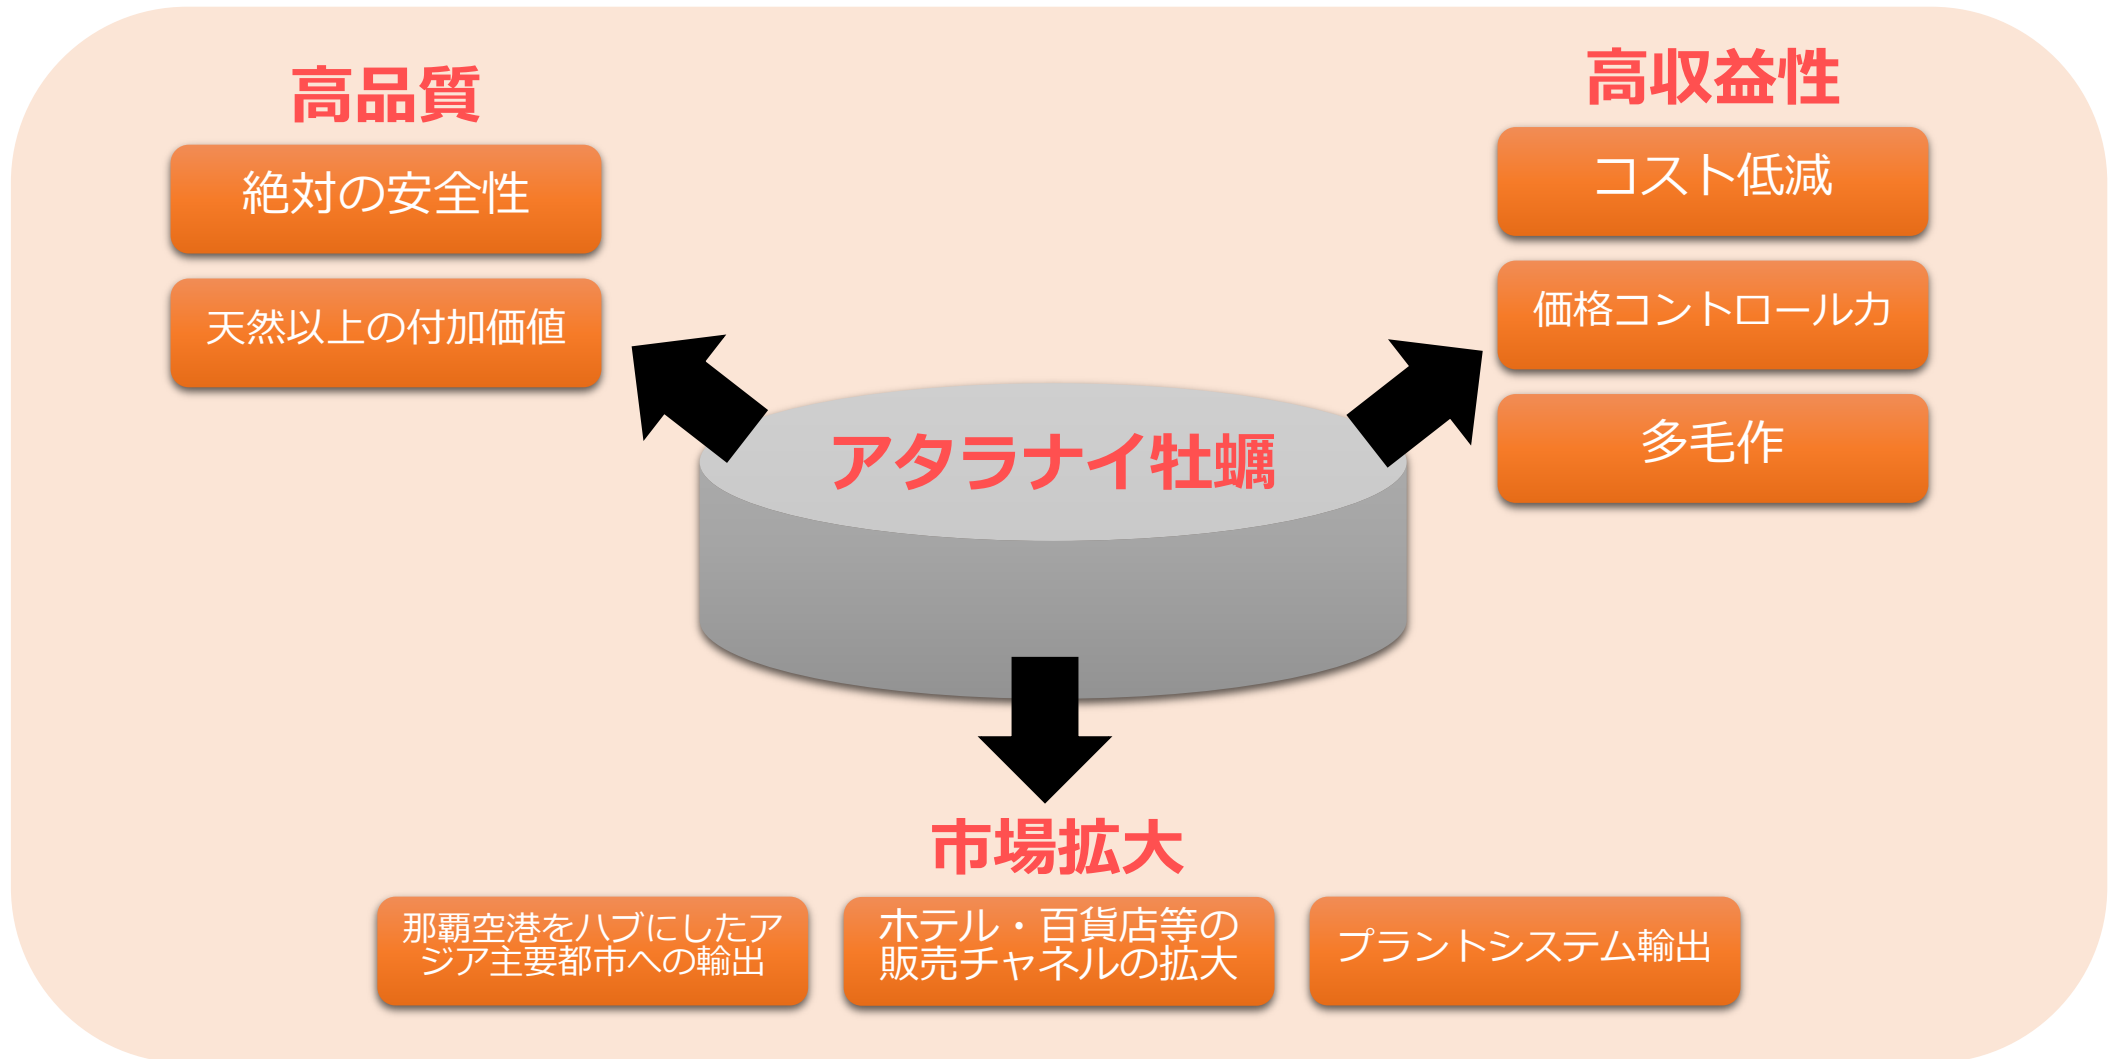 高品質
絶対の安全性
天然以上の付加価値
高収益性
コスト低減
価格コントロール力
多毛作
アタラナイ牡蠣
市場拡大
那覇空港をハブにしたア
ジア主要都市への輸出
ホテル・百貨店等の
販売チャネルの拡大
プラントシステム輸出